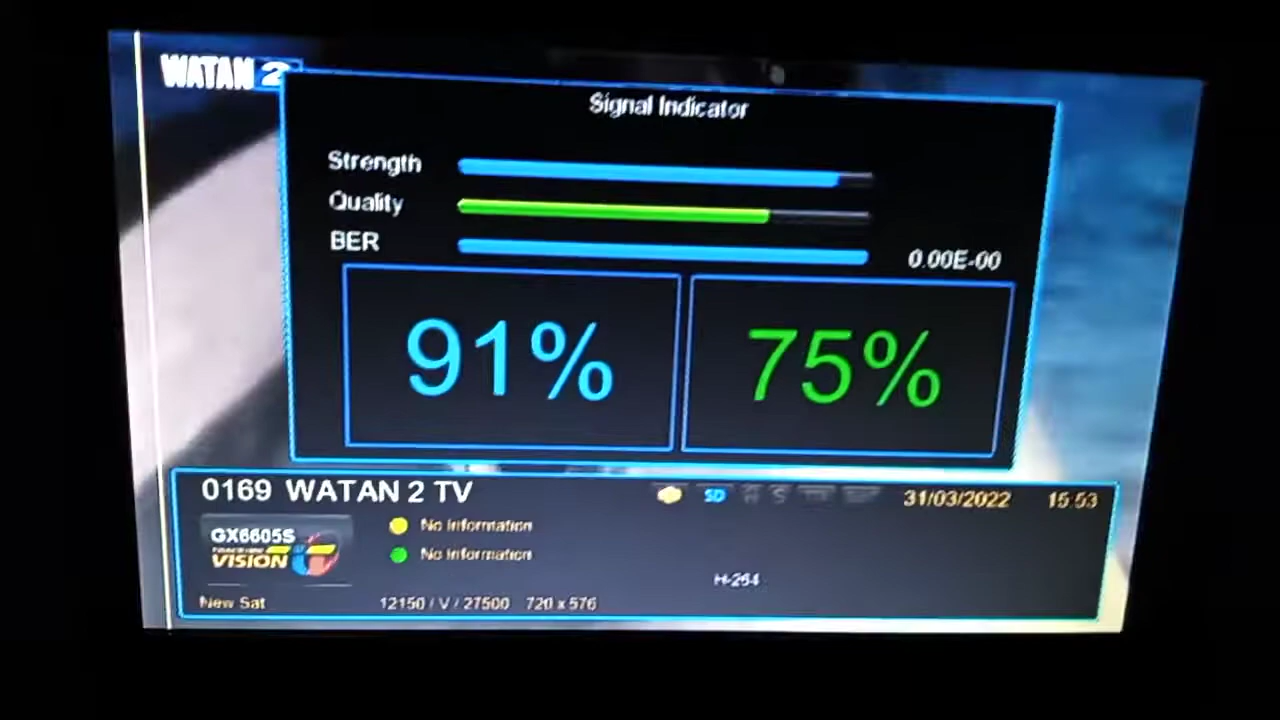 WATAN 2
Signal Indicator
Strength
Quality
BER 0.00E-00
91% 75%
0169 WATAN 2 TV SD S 31/03/2022 15:53
GX6605S
VISION
No Information
No Information
H-264
New Sat 12150 / V / 27500 720 x 576